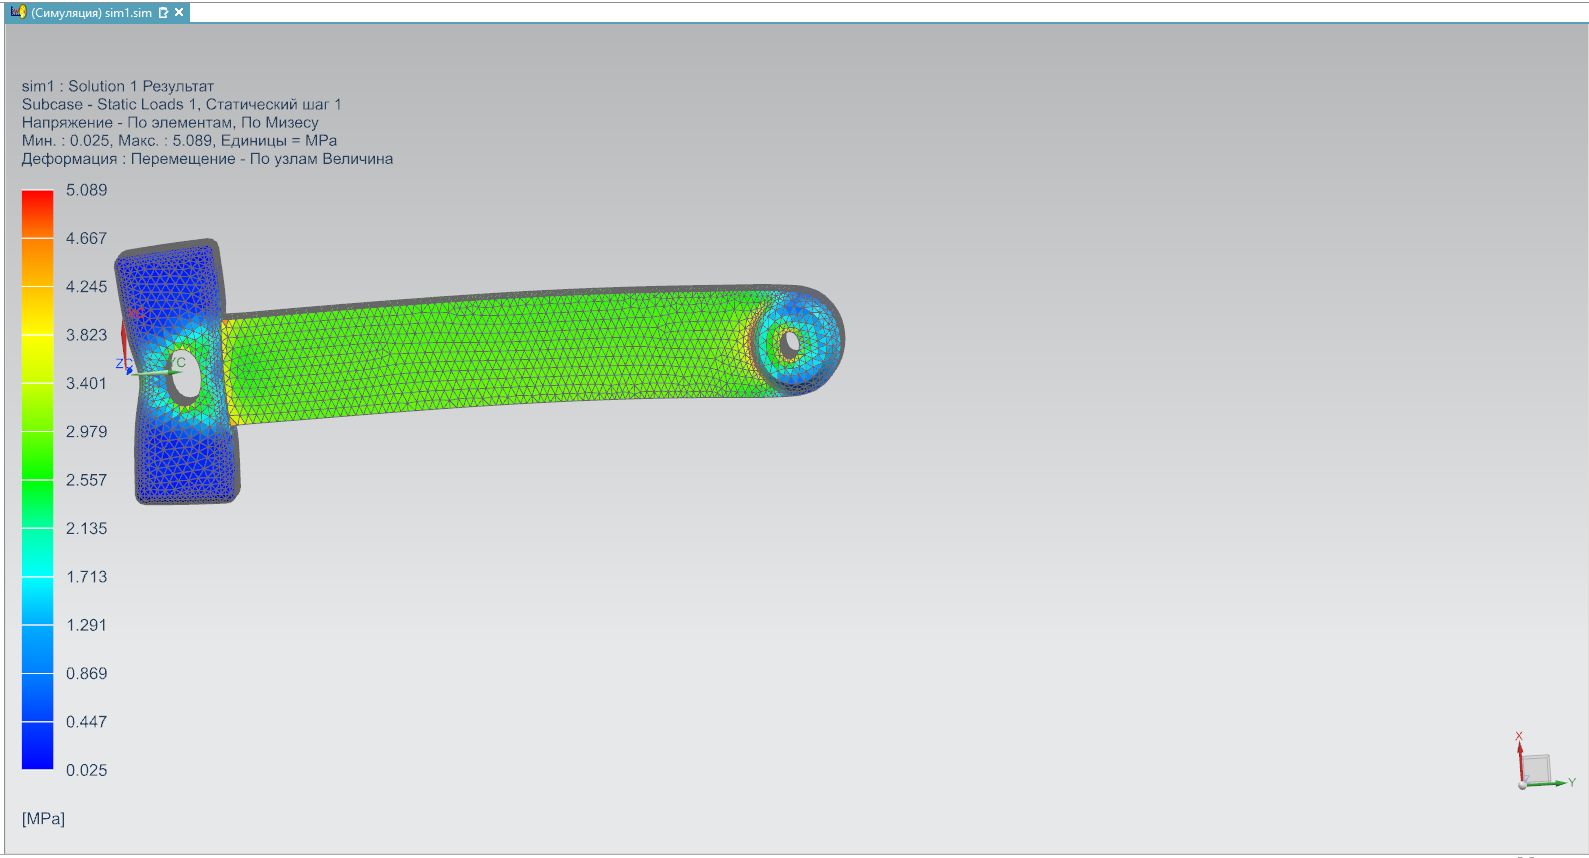 (Симуляция) sim1.sim
sim1 : Solution 1 Результат
Subcase - Static Loads 1, Статический шаг 1
Напряжение - По элементам, По Мизесу
Мин. : 0.025, Макс. : 5.089, Единицы = MPa
Деформация : Перемещение - По узлам Величина
5.089
4.667
4.245
3.823
3.401
2.979
2.557
2.135
1.713
1.291
0.869
0.447
0.025
[MPa]
ZC
YC
X
Y
Z